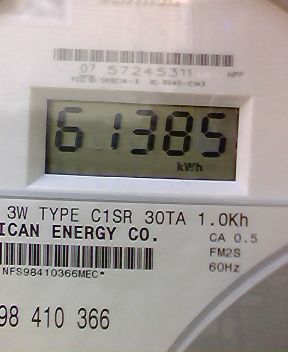 07 57245311 HPF
61385
kWh
3W TYPE C1SR 30TA 1.0Kh
ICAN ENERGY CO.
CA 0.5
FM2S
60Hz
NFS98410366MEC*
98 410 366